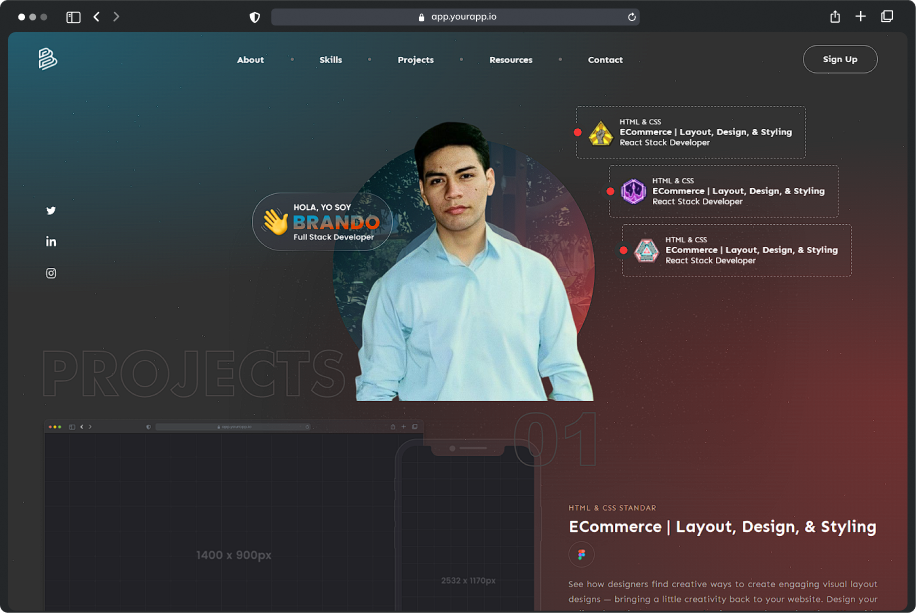 app.yourapp.io
About
Skills
Projects
Resources
Contact
Sign Up
HTML & CSS
ECommerce | Layout, Design, & Styling
React Stack Developer
HTML & CSS
ECommerce | Layout, Design, & Styling
React Stack Developer
HTML & CSS
ECommerce | Layout, Design, & Styling
React Stack Developer
HOLA, YO SOY
BRANDO
Full Stack Developer
PROJECTS
01
app.yourapp.io
1400 x 900px
2532 x 1170px
HTML & CSS STANDAR
ECommerce | Layout, Design, & Styling
See how designers find creative ways to create engaging visual layout
designs — bringing a little creativity back to your website. Design your